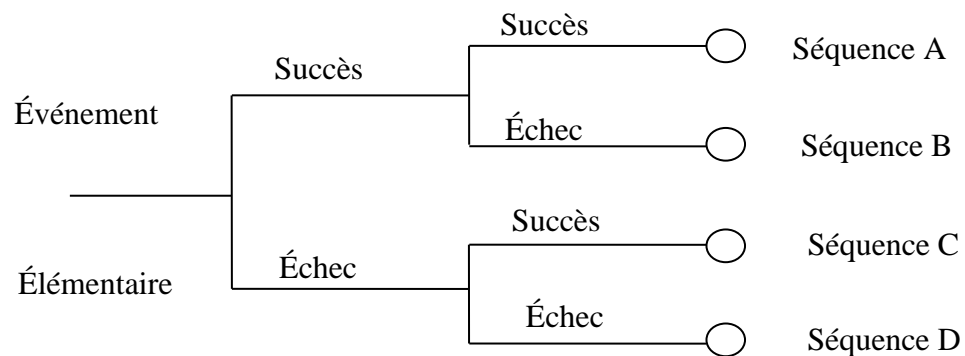 Succès
Séquence A
Succès
Événement
Échec
Séquence B
Succès
Séquence C
Échec
Élémentaire
Échec
Séquence D